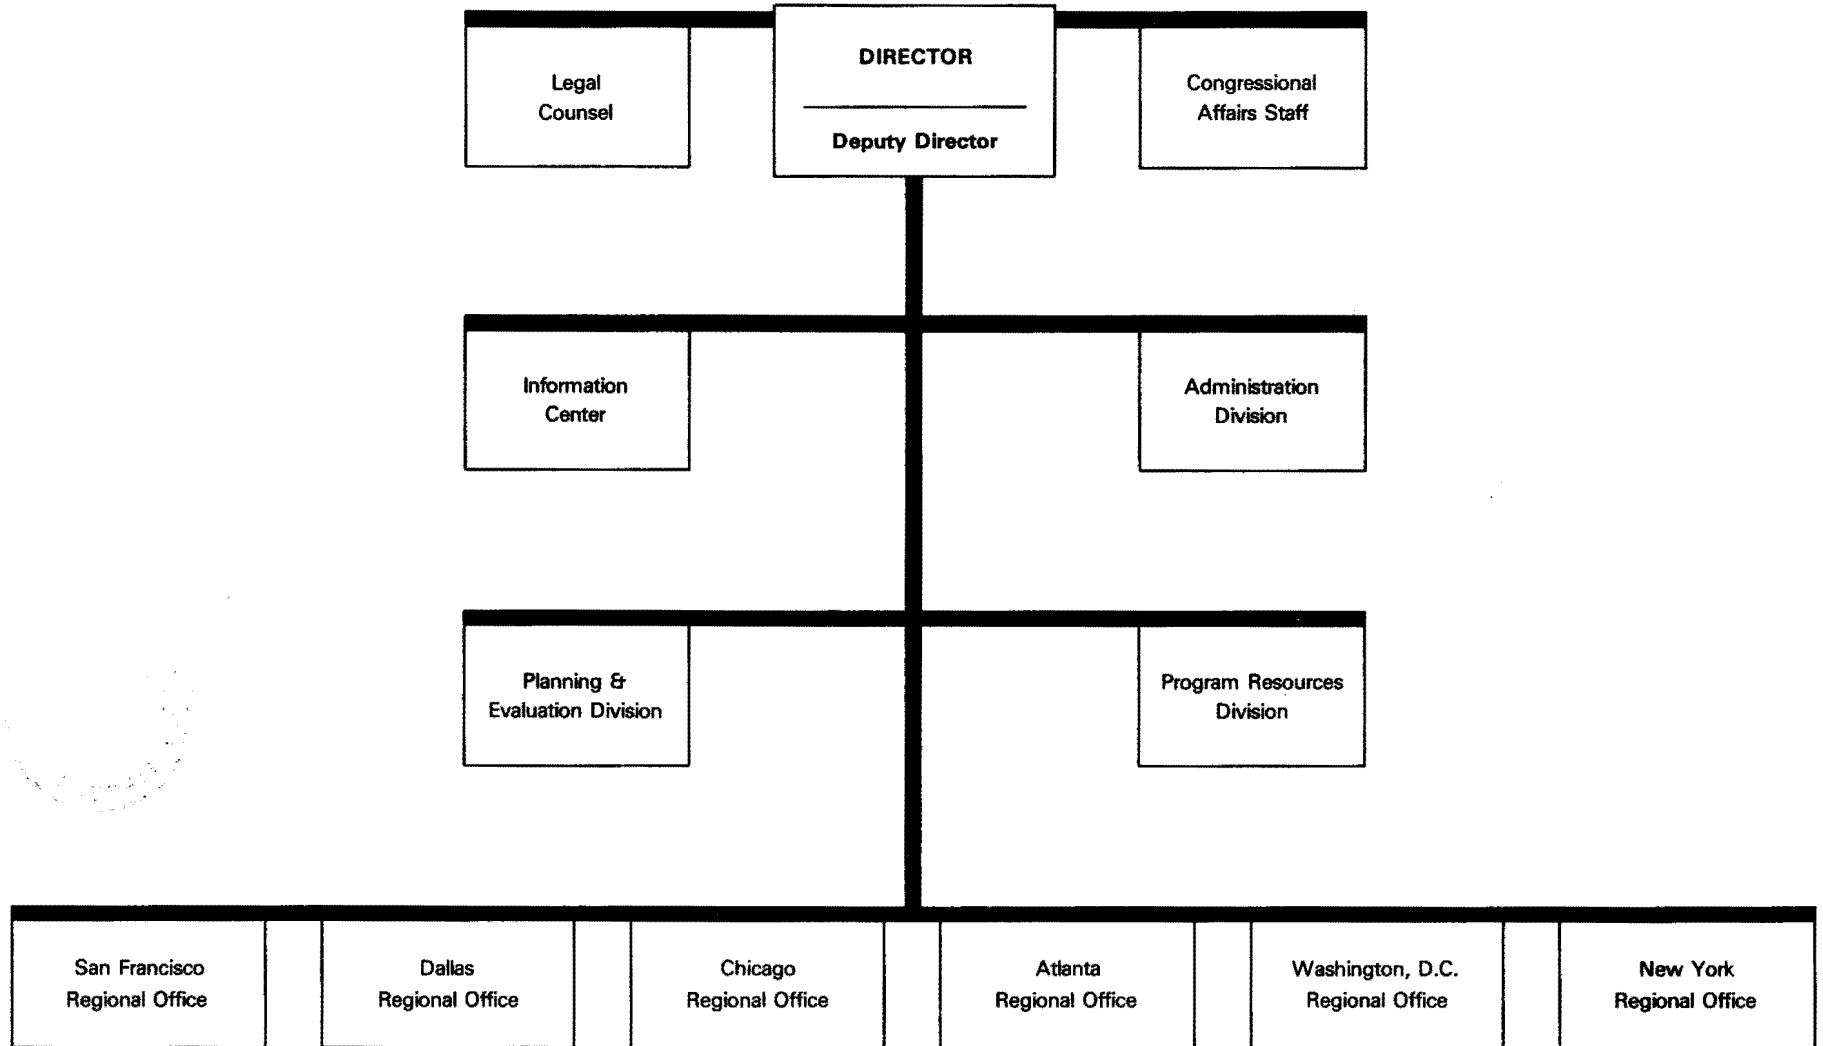 Legal
Counsel
DIRECTOR
Deputy Director
Congressional
Affairs Staff
Information
Center
Administration
Division
Planning &
Evaluation Division
Program Resources
Division
San Francisco
Regional Office
Dallas
Regional Office
Chicago
Regional Office
Atlanta
Regional Office
Washington, D.C.
Regional Office
New York
Regional Office